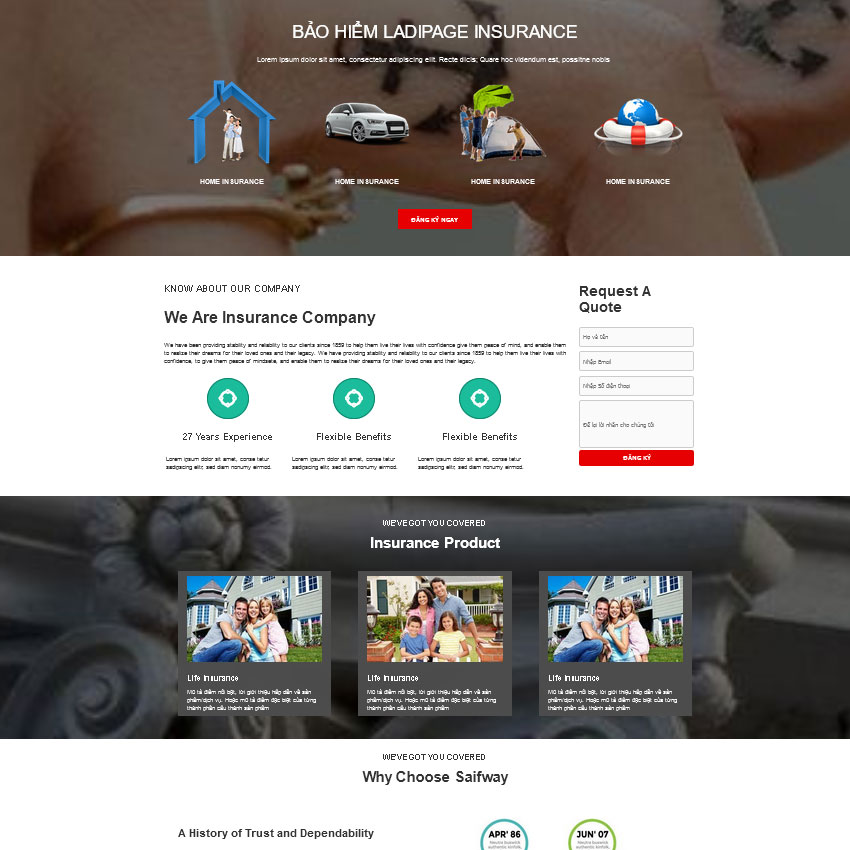 BẢO HIỂM LADIPAGE INSURANCE
Lorem ipsum dolor sit amet, consectetur adipiscing elit. Recte dicis; Quare hoc videndum est, possitne nobis
HOME INSURANCE
HOME INSURANCE
HOME INSURANCE
HOME INSURANCE
ĐĂNG KÝ NGAY
KNOW ABOUT OUR COMPANY
We Are Insurance Company
We have been providing stability and reliability to our clients since 1859 to help them live their lives with confidence give them peace of mind, and enable them
to realise their dreams for their loved ones and their legacy. We have providing stability and reliability to our clients since 1859 to help them live their lives with
confidence, to give them peace of mindsets, and enable them to realise their dreams for their loved ones and their legacy.
27 Years Experience
Lorem ipsum dolor sit amet, conse tatur
sadipscing elitr, sed diam nonumy eirmod.
Flexible Benefits
Lorem ipsum dolor sit amet, conse tatur
sadipscing elitr, sed diam nonumy eirmod.
Flexible Benefits
Lorem ipsum dolor sit amet, conse tatur
sadipscing elitr, sed diam nonumy eirmod.
Request A
Quote
Họ và tên
Nhập Email
Nhập Số điện thoại
Để lại lời nhắn cho chúng tôi
ĐĂNG KÝ
WE'VE GOT YOU COVERED
Insurance Product
Life Insurance
Mô tả điểm nổi bật, lời giới thiệu hấp dẫn về sản
phẩm/dịch vụ. Hoặc mô tả điểm đặc biệt của từng
thành phần cấu thành sản phẩm
Life Insurance
Mô tả điểm nổi bật, lời giới thiệu hấp dẫn về sản
phẩm/dịch vụ. Hoặc mô tả điểm đặc biệt của từng
thành phần cấu thành sản phẩm
Life Insurance
Mô tả điểm nổi bật, lời giới thiệu hấp dẫn về sản
phẩm/dịch vụ. Hoặc mô tả điểm đặc biệt của từng
thành phần cấu thành sản phẩm
WE'VE GOT YOU COVERED
Why Choose Saifway
A History of Trust and Dependability
APR' 86
JUN' 07